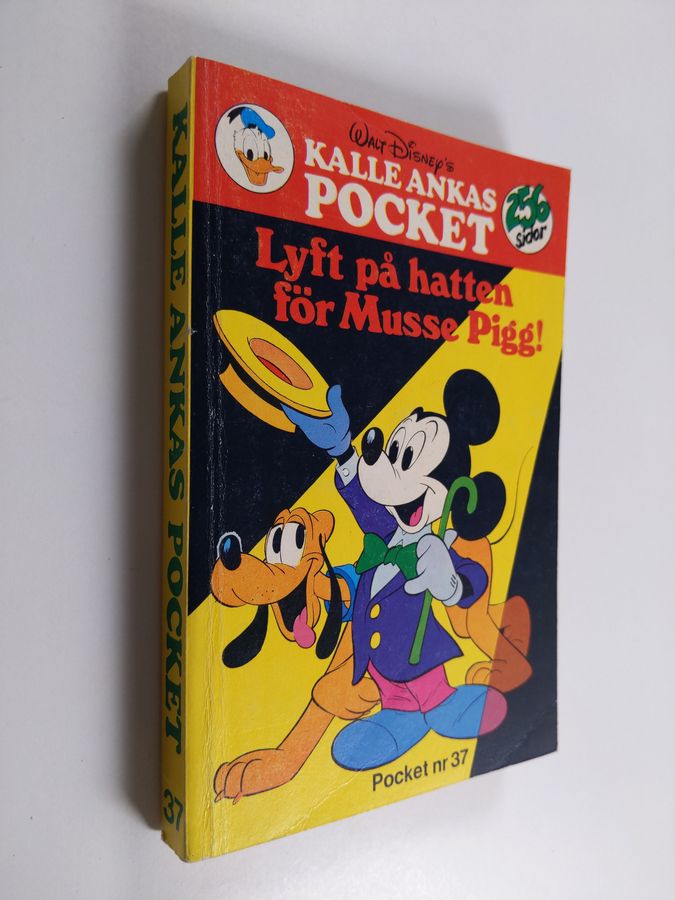 WALT DISNEY'S
KALLE ANKAS
POCKET
256
sidor
Lyft på hatten
för Musse Pigg!
Pocket nr 37
KALLE ANKAS POCKET
37